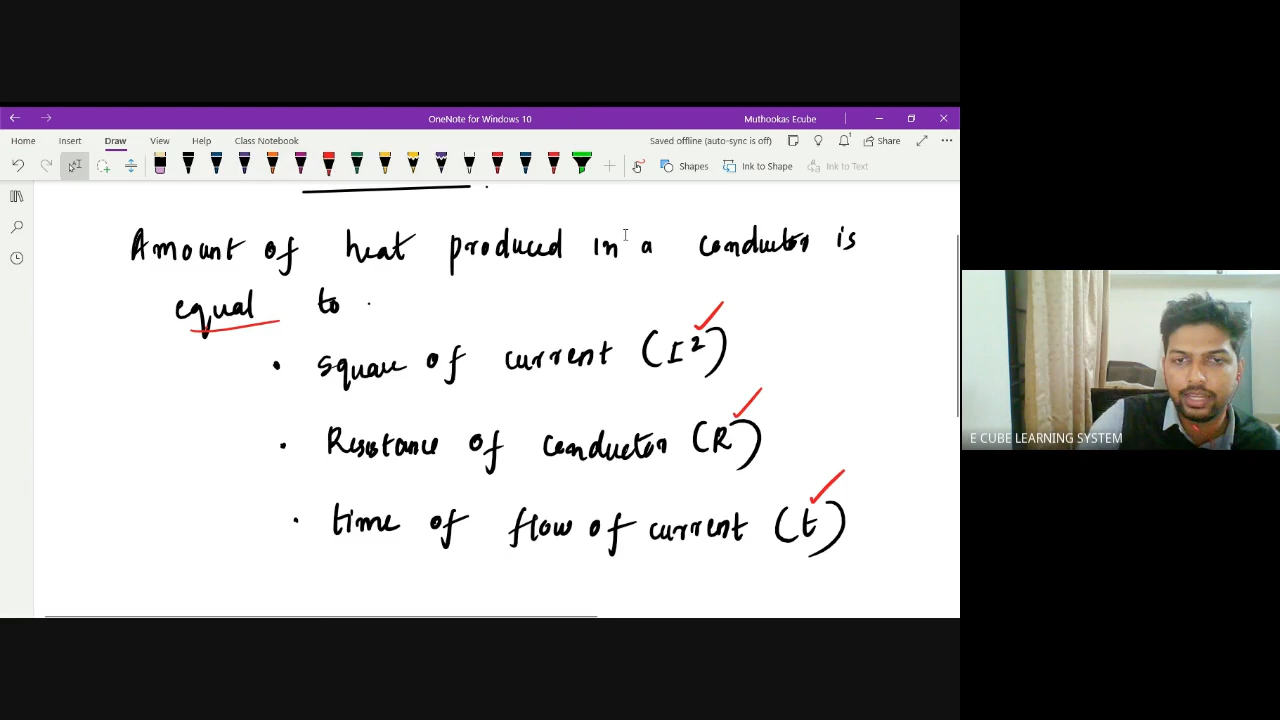 OneNote for Windows 10
Muthookas Ecube
Home Insert Draw View Help Class Notebook
Saved offline (auto-sync is off)
Share
Shapes
Ink to Shape
Ink to Text
Amount of heat produced in a conductor is
equal to
• square of current (I²)
• Resistance of conductor (R)
• time of flow of current (t)
E CUBE LEARNING SYSTEM